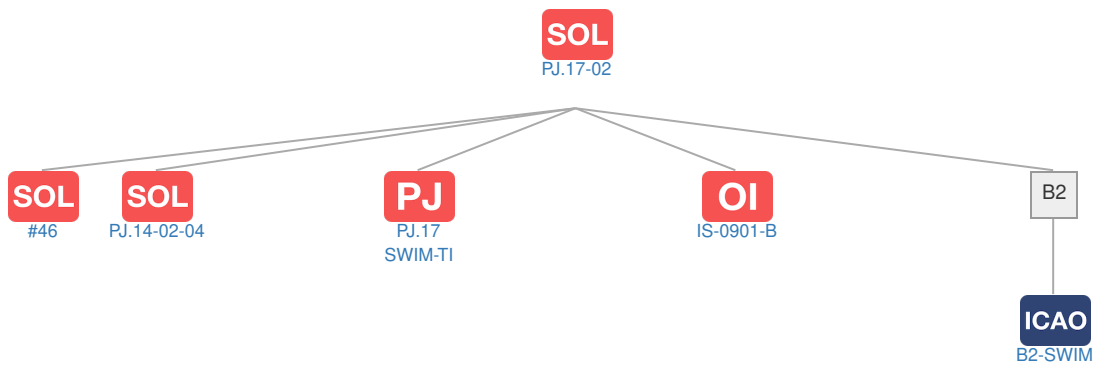 SOL
PJ.17-02
SOL
#46
SOL
PJ.14-02-04
PJ
PJ.17
SWIM-TI
OI
IS-0901-B
B2
ICAO
B2-SWIM